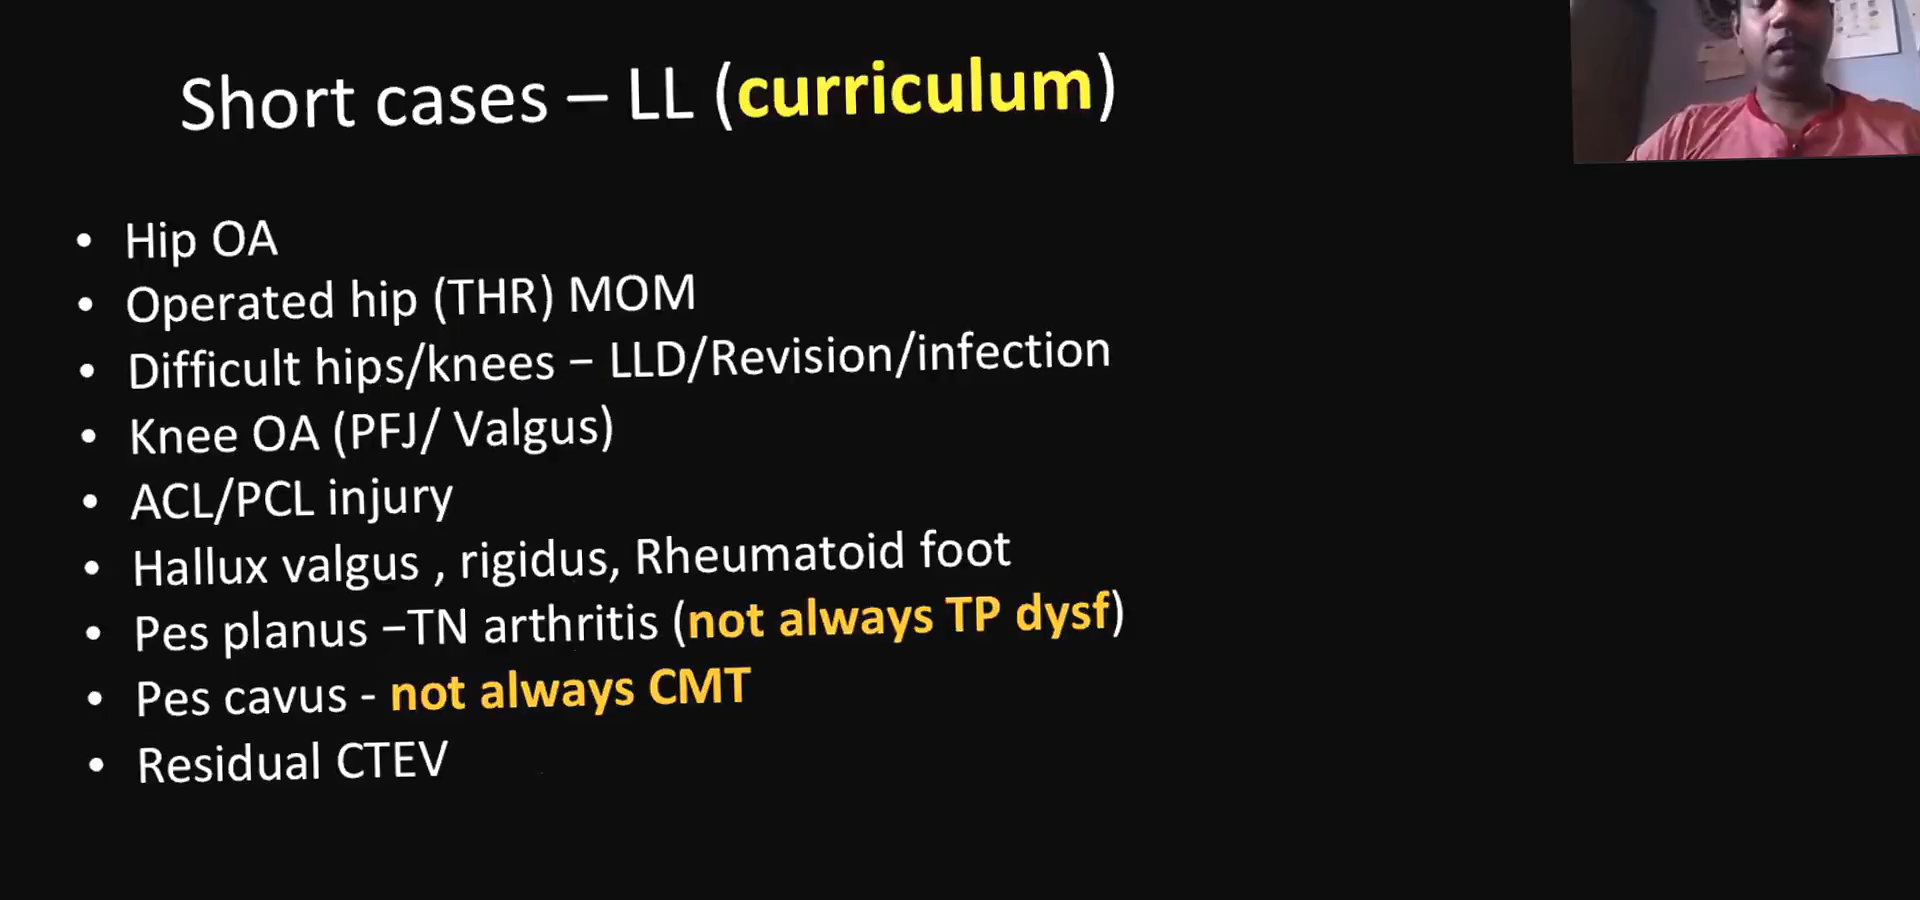 Short cases – LL (curriculum)
• Hip OA
• Operated hip (THR) MOM
• Difficult hips/knees – LLD/Revision/infection
• Knee OA (PFJ/ Valgus)
• ACL/PCL injury
• Hallux valgus , rigidus, Rheumatoid foot
• Pes planus –TN arthritis (not always TP dysf)
• Pes cavus - not always CMT
• Residual CTEV